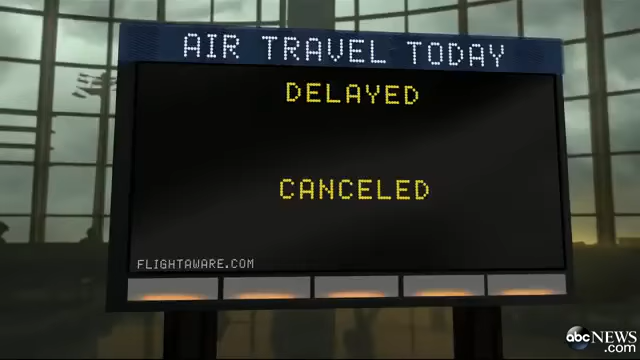 AIR TRAVEL TODAY
DELAYED
CANCELED
FLIGHTAWARE.COM
abcNEWS
.com